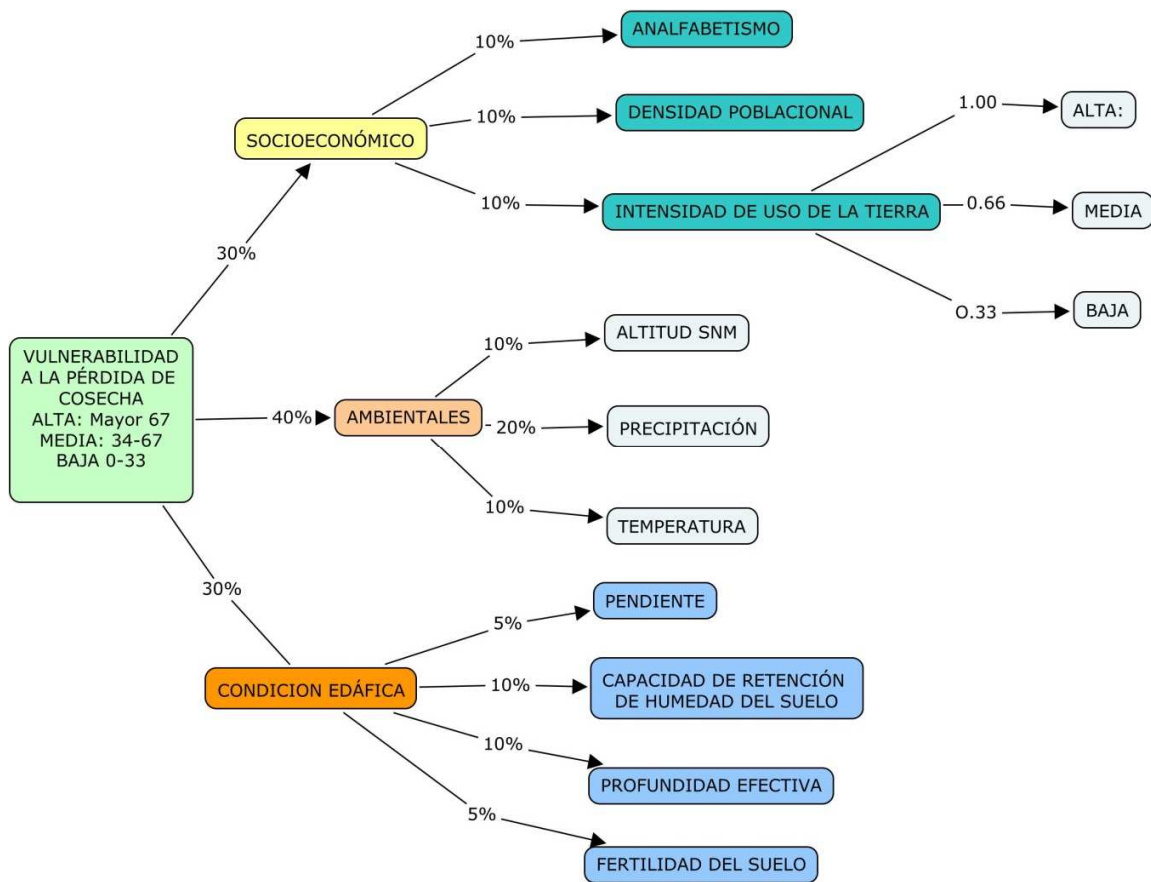 VULNERABILIDAD
A LA PÉRDIDA DE
COSECHA
ALTA: Mayor 67
MEDIA: 34-67
BAJA 0-33
30%
SOCIOECONÓMICO
10%
ANALFABETISMO
10%
DENSIDAD POBLACIONAL
10%
INTENSIDAD DE USO DE LA TIERRA
1.00
ALTA:
0.66
MEDIA
O.33
BAJA
40%
AMBIENTALES
10%
ALTITUD SNM
20%
PRECIPITACIÓN
10%
TEMPERATURA
30%
CONDICION EDÁFICA
5%
PENDIENTE
10%
CAPACIDAD DE RETENCIÓN
DE HUMEDAD DEL SUELO
10%
PROFUNDIDAD EFECTIVA
5%
FERTILIDAD DEL SUELO